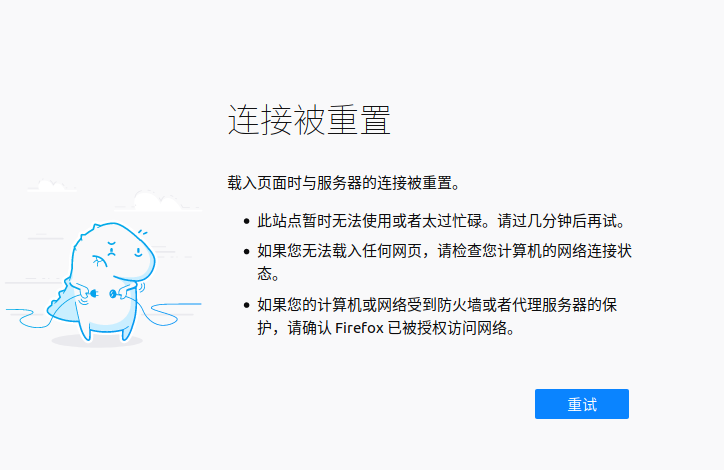 连接被重置
载入页面时与服务器的连接被重置。
此站点暂时无法使用或者太过忙碌。请过几分钟后再试。
如果您无法载入任何网页，请检查您计算机的网络连接状
态。
如果您的计算机或网络受到防火墙或者代理服务器的保
护，请确认 Firefox 已被授权访问网络。
重试